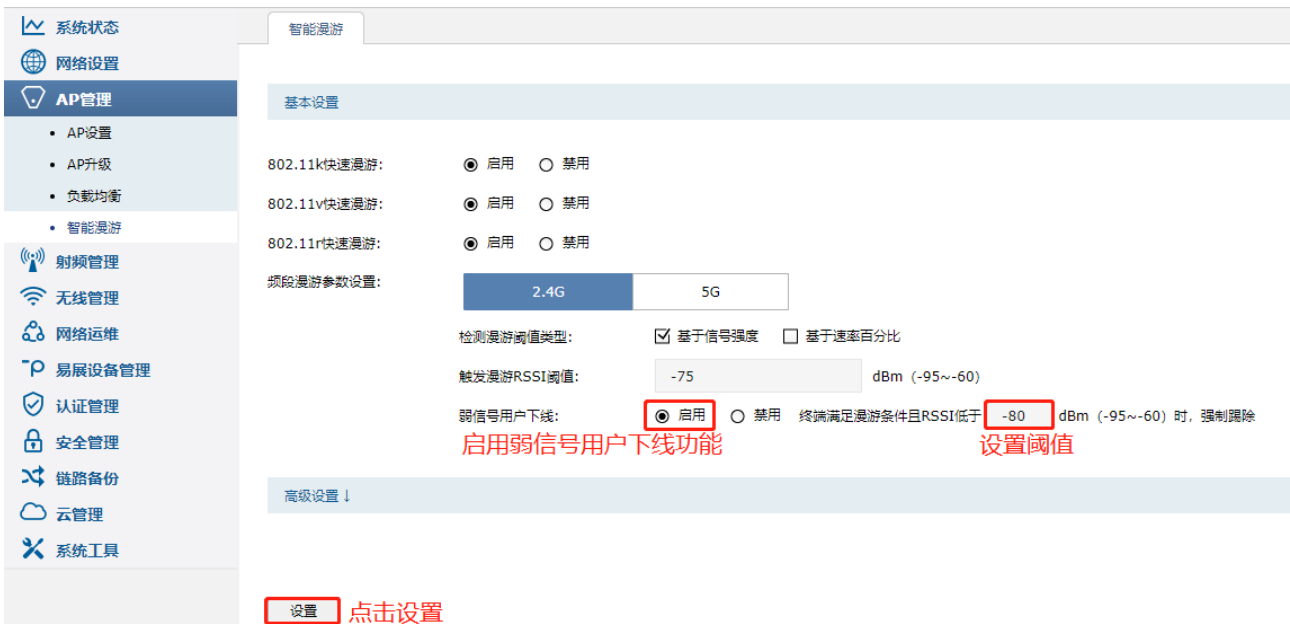 系统状态
网络设置
AP管理
AP设置
AP升级
负载均衡
智能漫游
射频管理
无线管理
网络运维
易展设备管理
认证管理
安全管理
链路备份
云管理
系统工具
智能漫游
基本设置
802.11k快速漫游: 启用 禁用
802.11v快速漫游: 启用 禁用
802.11r快速漫游: 启用 禁用
频段漫游参数设置: 2.4G 5G
检测漫游阈值类型: 基于信号强度 基于速率百分比
触发漫游RSSI阈值: -75 dBm（-95~-60）
弱信号用户下线: 启用 禁用 终端满足漫游条件且RSSI低于 -80 dBm（-95~-60）时，强制踢除
启用弱信号用户下线功能 设置阈值
高级设置↓
设置 点击设置